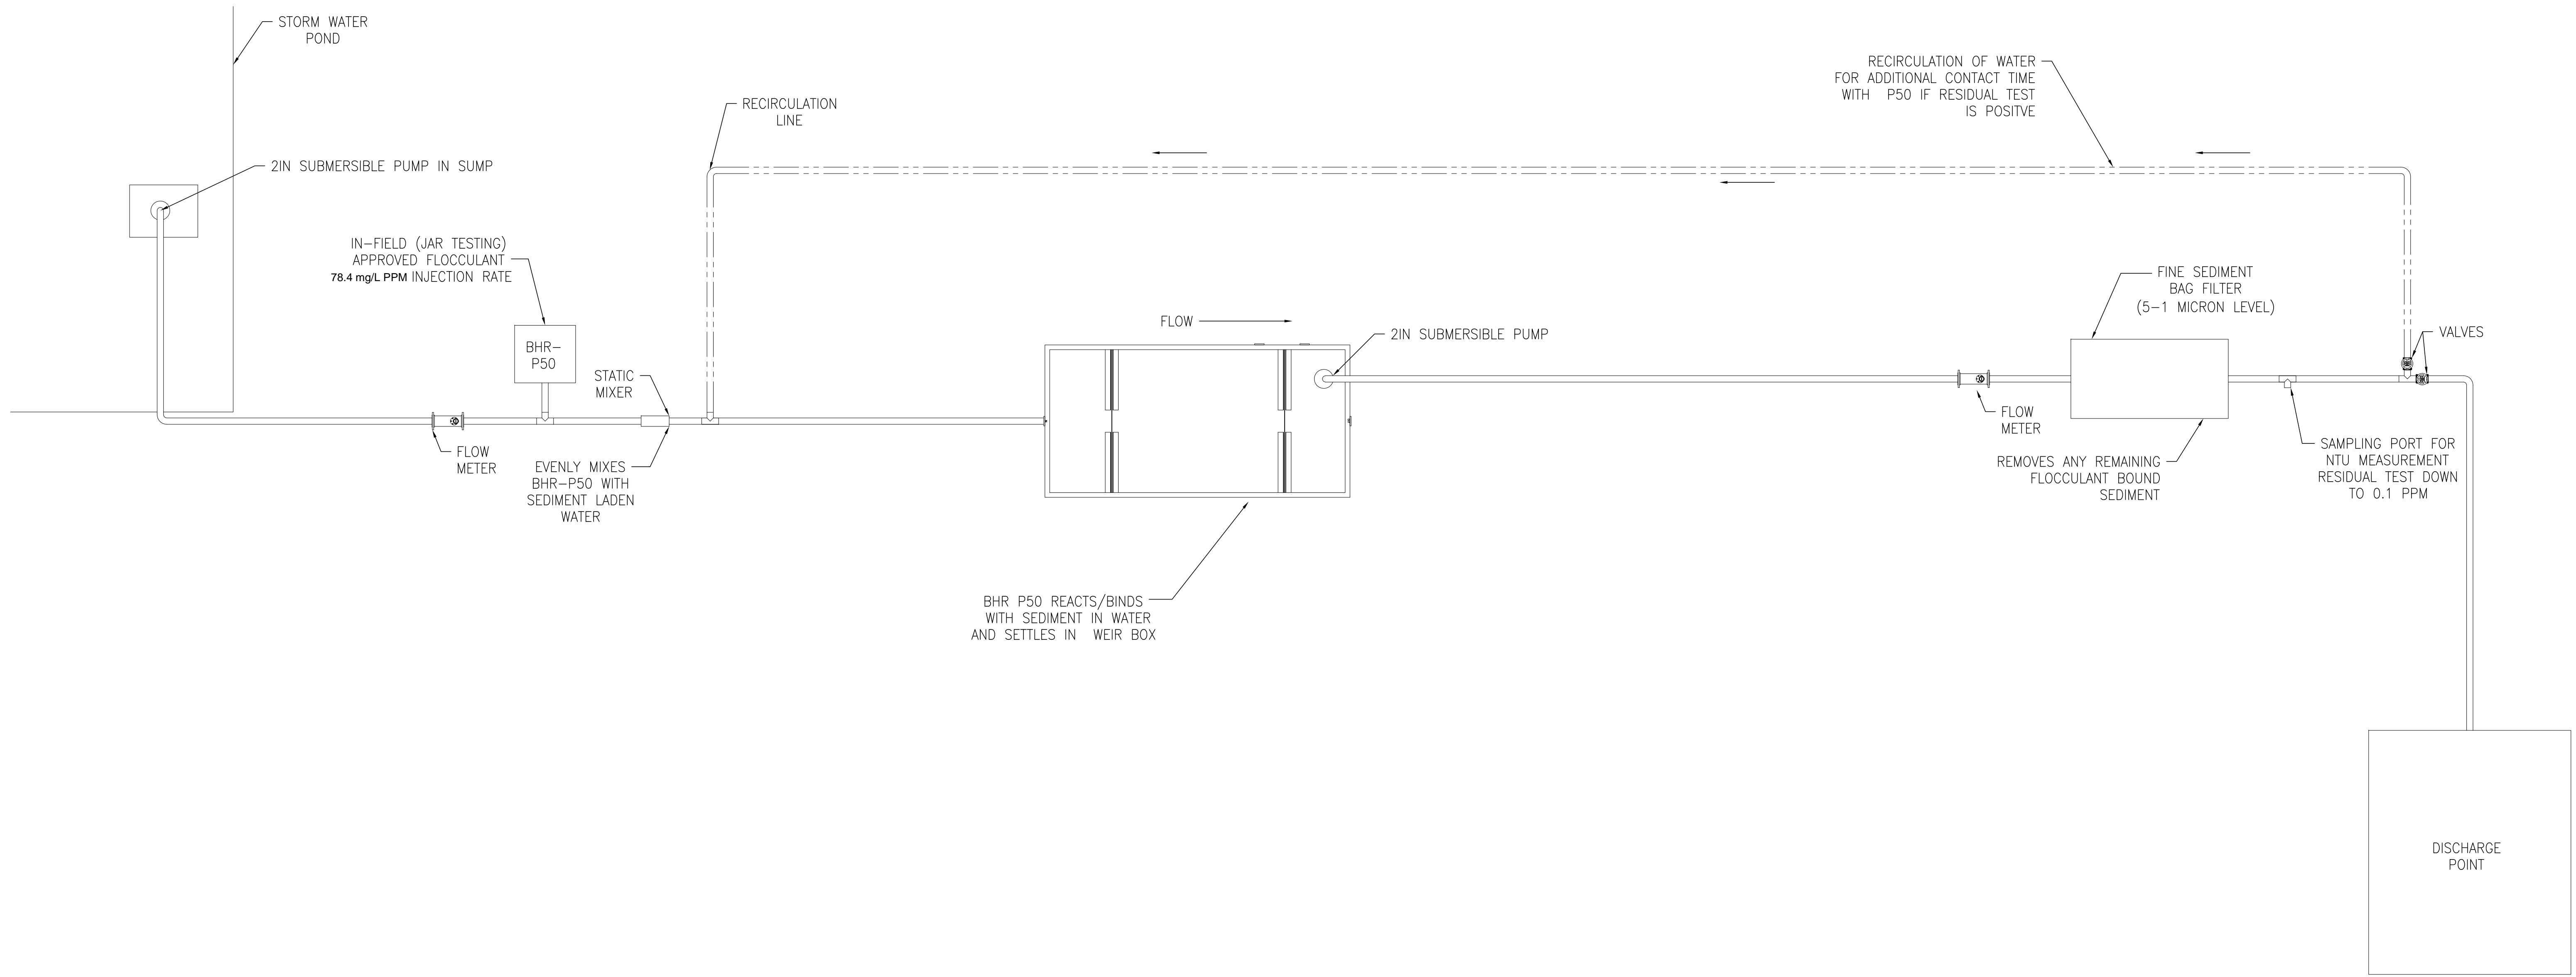 STORM WATER
POND
RECIRCULATION OF WATER
FOR ADDITIONAL CONTACT TIME
WITH P50 IF RESIDUAL TEST
IS POSITVE
RECIRCULATION
LINE
2IN SUBMERSIBLE PUMP IN SUMP
IN-FIELD (JAR TESTING)
APPROVED FLOCCULANT
78.4 mg/L PPM INJECTION RATE
BHR-
P50
STATIC
MIXER
FLOW
METER
EVENLY MIXES
BHR-P50 WITH
SEDIMENT LADEN
WATER
FLOW
2IN SUBMERSIBLE PUMP
BHR P50 REACTS/BINDS
WITH SEDIMENT IN WATER
AND SETTLES IN WEIR BOX
FINE SEDIMENT
BAG FILTER
(5-1 MICRON LEVEL)
VALVES
FLOW
METER
REMOVES ANY REMAINING
FLOCCULANT BOUND
SEDIMENT
SAMPLING PORT FOR
NTU MEASUREMENT
RESIDUAL TEST DOWN
TO 0.1 PPM
DISCHARGE
POINT